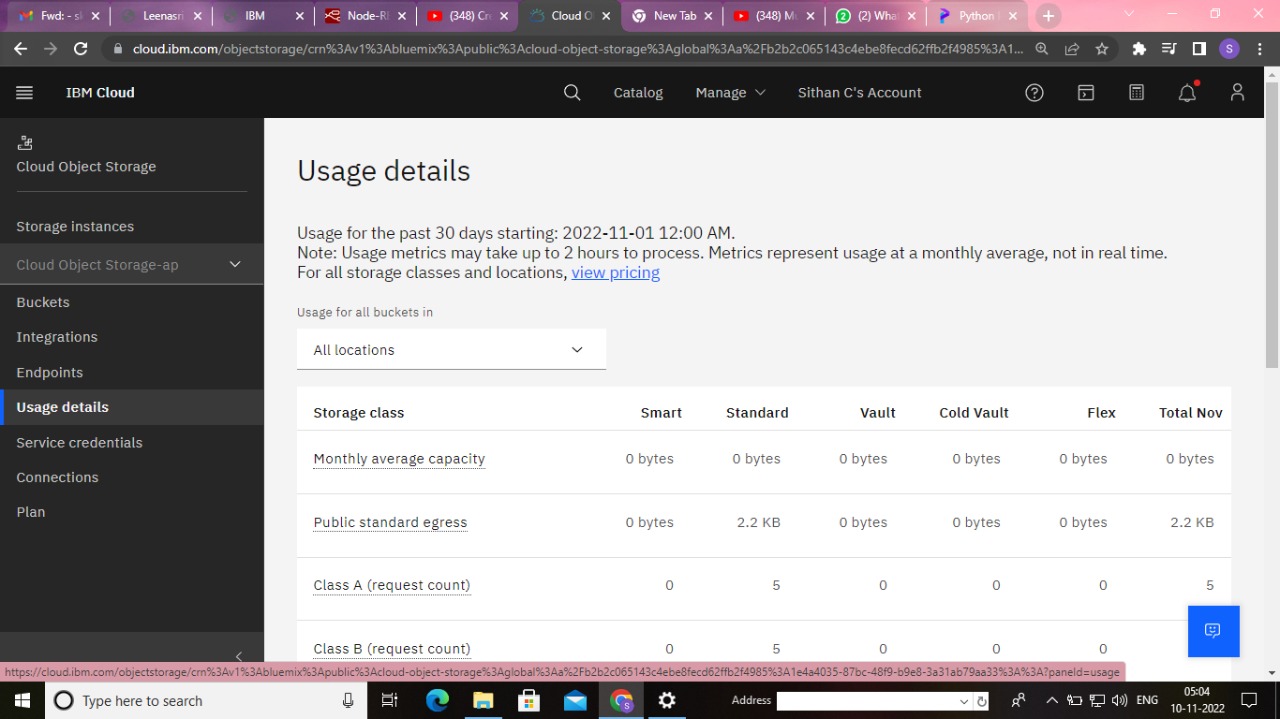 Fwd: - sl
Leenasn
IBM
Node-RI
(348) Cr
Cloud O
New Tab
(348) M
(2) Wha
Python
cloud.ibm.com/objectstorage/crn%3Av1%3Abluemix%3Apublic%3Acloud-object-storage%3Aglobal%3Aa%2Fb2b2c065143c4ebe8fecd62ffb2f4985%3A1...
S
IBM Cloud
Catalog
Manage
Sithan C's Account
Cloud Object Storage
Storage instances
Cloud Object Storage-ap
Buckets
Integrations
Endpoints
Usage details
Service credentials
Connections
Plan
Usage details
Usage for the past 30 days starting: 2022-11-01 12:00 AM.
Note: Usage metrics may take up to 2 hours to process. Metrics represent usage at a monthly average, not in real time.
For all storage classes and locations, view pricing
Usage for all buckets in
All locations
Storage class Smart Standard Vault Cold Vault Flex Total Nov
Monthly average capacity 0 bytes 0 bytes 0 bytes 0 bytes 0 bytes 0 bytes
Public standard egress 0 bytes 2.2 KB 0 bytes 0 bytes 0 bytes 2.2 KB
Class A (request count) 0 5 0 0 0 5
Class B (request count) 0 5 0 0 0
https://cloud.ibm.com/objectstorage/crn%3Av1%3Abluemix%3Apublic%3Acloud-object-storage%3Aglobal%3Aa%2Fb2b2c065143c4ebe8fecd62ffb2f4985%3A1e4a4035-87bc-48f9-b9e8-3a31ab79aa33%3A%3A?paneId=usage
Type here to search
Address
ENG
05:04
10-11-2022